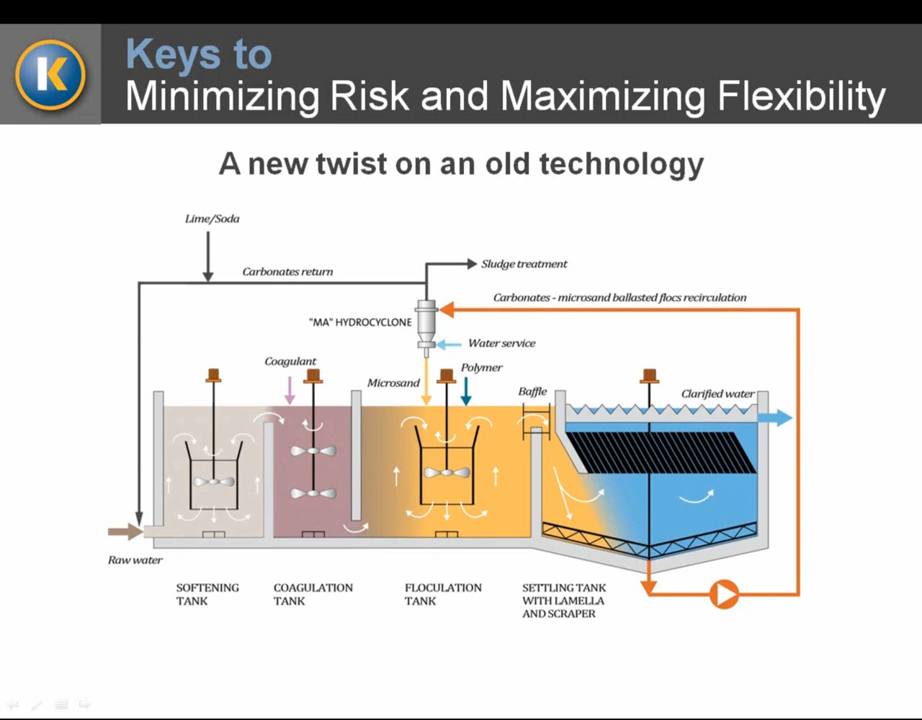 K
Keys to
Minimizing Risk and Maximizing Flexibility
A new twist on an old technology
Lime/Soda
Carbonates return
Sludge treatment
Carbonates - microsand ballasted flocs recirculation
"MA" HYDROCYCLONE
Water service
Coagulant
Microsand
Polymer
Baffle
Clarified water
Raw water
SOFTENING
TANK
COAGULATION
TANK
FLOCULATION
TANK
SETTLING TANK
WITH LAMELLA
AND SCRAPER